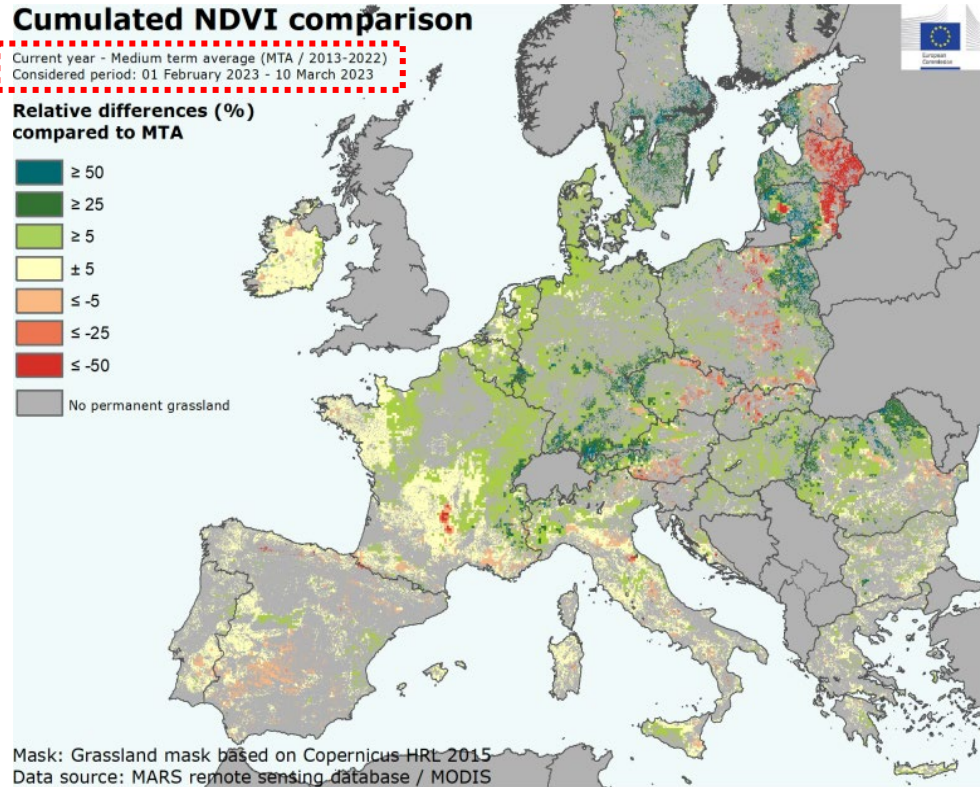 Cumulated NDVI comparison
Current year - Medium term average (MTA / 2013-2022)
Considered period: 01 February 2023 - 10 March 2023
Relative differences (%)
compared to MTA
≥ 50
≥ 25
≥ 5
± 5
≤ -5
≤ -25
≤ -50
No permanent grassland
European
Commission
Mask: Grassland mask based on Copernicus HRL 2015
Data source: MARS remote sensing database / MODIS